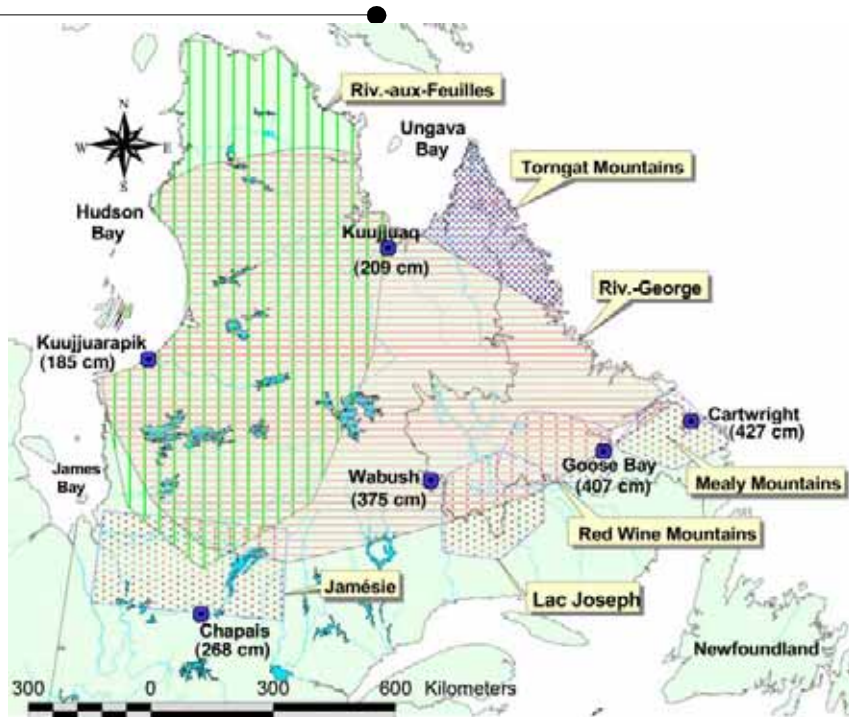 Riv.-aux-Feuilles
Ungava
Bay
N
W E
S
Torngat Mountains
Hudson
Bay
Kuujjuaq
(209 cm)
Riv.-George
Kuujjuarapik
(185 cm)
Cartwright
(427 cm)
James
Bay
Wabush
(375 cm)
Goose Bay
(407 cm)
Mealy Mountains
Red Wine Mountains
Jamésie
Lac Joseph
Chapais
(268 cm)
Newfoundland
300 0 300 600 Kilometers